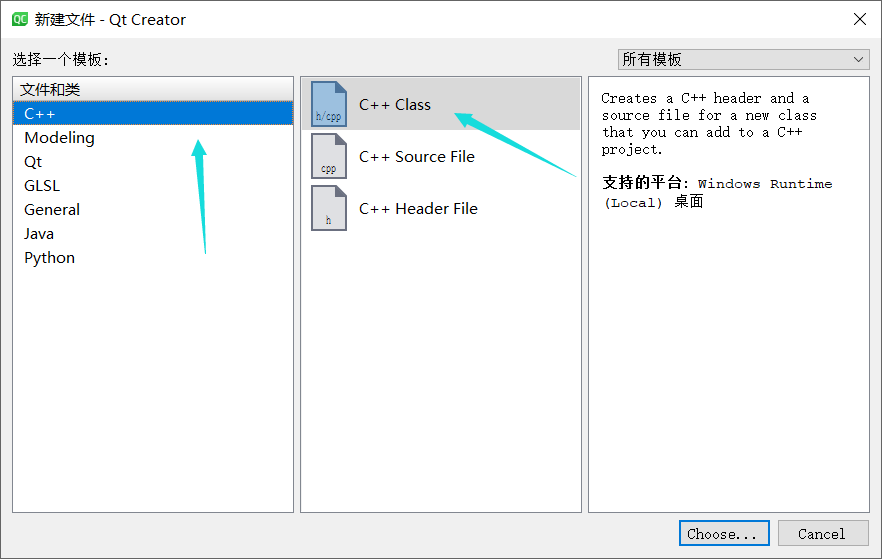 QC 新建文件 - Qt Creator
选择一个模板:
所有模板
文件和类
C++
Modeling
Qt
GLSL
General
Java
Python
h/cpp
C++ Class
cpp
C++ Source File
h
C++ Header File
Creates a C++ header and a
source file for a new class
that you can add to a C++
project.
支持的平台: Windows Runtime
(Local) 桌面
Choose...
Cancel